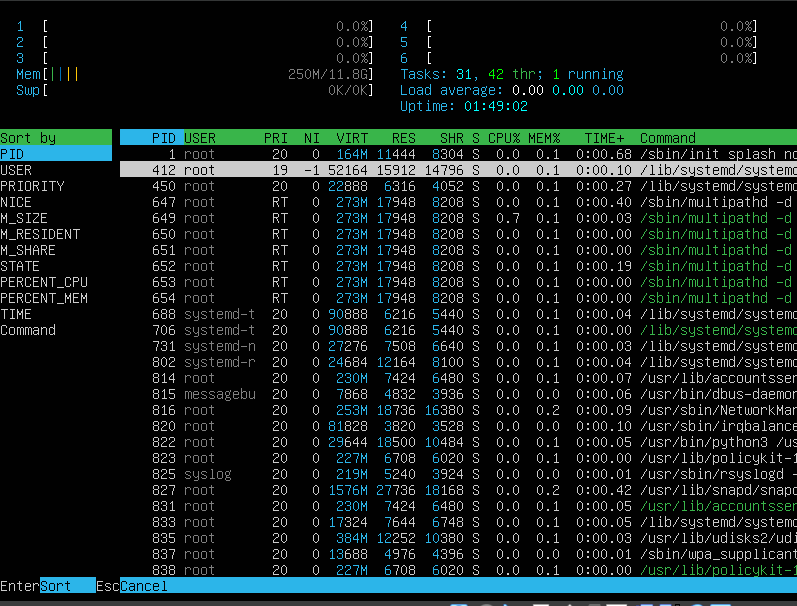 1 [ 0.0%] 4 [ 0.0%]
2 [ 0.0%] 5 [ 0.0%]
3 [ 0.0%] 6 [ 0.0%]
Mem[|||| 250M/11.8G] Tasks: 31, 42 thr; 1 running
Swp[ 0K/0K] Load average: 0.00 0.00 0.00
Uptime: 01:49:02
Sort by PID USER PRI NI VIRT RES SHR S CPU% MEM% TIME+ Command
PID 1 root 20 0 164M 11444 8304 S 0.0 0.1 0:00.68 /sbin/init splash no
USER 412 root 19 -1 52164 15912 14796 S 0.0 0.1 0:00.10 /lib/systemd/systemd
PRIORITY 450 root 20 0 22888 6316 4052 S 0.0 0.1 0:00.27 /lib/systemd/systemd
NICE 647 root RT 0 273M 17948 8208 S 0.0 0.1 0:00.40 /sbin/multipathd -d
M_SIZE 649 root RT 0 273M 17948 8208 S 0.7 0.1 0:00.03 /sbin/multipathd -d
M_RESIDENT 650 root RT 0 273M 17948 8208 S 0.0 0.1 0:00.00 /sbin/multipathd -d
M_SHARE 651 root RT 0 273M 17948 8208 S 0.0 0.1 0:00.00 /sbin/multipathd -d
STATE 652 root RT 0 273M 17948 8208 S 0.0 0.1 0:00.19 /sbin/multipathd -d
PERCENT_CPU 653 root RT 0 273M 17948 8208 S 0.0 0.1 0:00.00 /sbin/multipathd -d
PERCENT_MEM 654 root RT 0 273M 17948 8208 S 0.0 0.1 0:00.00 /sbin/multipathd -d
TIME 688 systemd-t 20 0 90888 6216 5440 S 0.0 0.1 0:00.04 /lib/systemd/systemd
Command 706 systemd-t 20 0 90888 6216 5440 S 0.0 0.1 0:00.00 /lib/systemd/systemd
731 systemd-n 20 0 27276 7508 6640 S 0.0 0.1 0:00.03 /lib/systemd/systemd
802 systemd-r 20 0 24684 12164 8100 S 0.0 0.1 0:00.04 /lib/systemd/systemd
814 root 20 0 230M 7424 6480 S 0.0 0.1 0:00.07 /usr/lib/accountsser
815 messagebu 20 0 7868 4832 3936 S 0.0 0.0 0:00.06 /usr/bin/dbus-daemon
816 root 20 0 253M 18736 16380 S 0.0 0.2 0:00.09 /usr/sbin/NetworkMan
820 root 20 0 81828 3820 3528 S 0.0 0.0 0:00.10 /usr/sbin/irqbalance
822 root 20 0 29644 18500 10484 S 0.0 0.1 0:00.05 /usr/bin/python3 /us
823 root 20 0 227M 6708 6020 S 0.0 0.1 0:00.00 /usr/lib/policykit-1
825 syslog 20 0 219M 5240 3924 S 0.0 0.0 0:00.01 /usr/sbin/rsyslogd -
827 root 20 0 1576M 27736 18168 S 0.0 0.2 0:00.42 /usr/lib/snapd/snapd
831 root 20 0 230M 7424 6480 S 0.0 0.1 0:00.05 /usr/lib/accountsser
833 root 20 0 17324 7644 6748 S 0.0 0.1 0:00.05 /lib/systemd/systemd
835 root 20 0 384M 12252 10380 S 0.0 0.1 0:00.03 /usr/lib/udisks2/udi
837 root 20 0 13688 4976 4396 S 0.0 0.0 0:00.01 /sbin/wpa_supplicant
838 root 20 0 227M 6708 6020 S 0.0 0.1 0:00.00 /usr/lib/policykit-1
EnterSort EscCancel